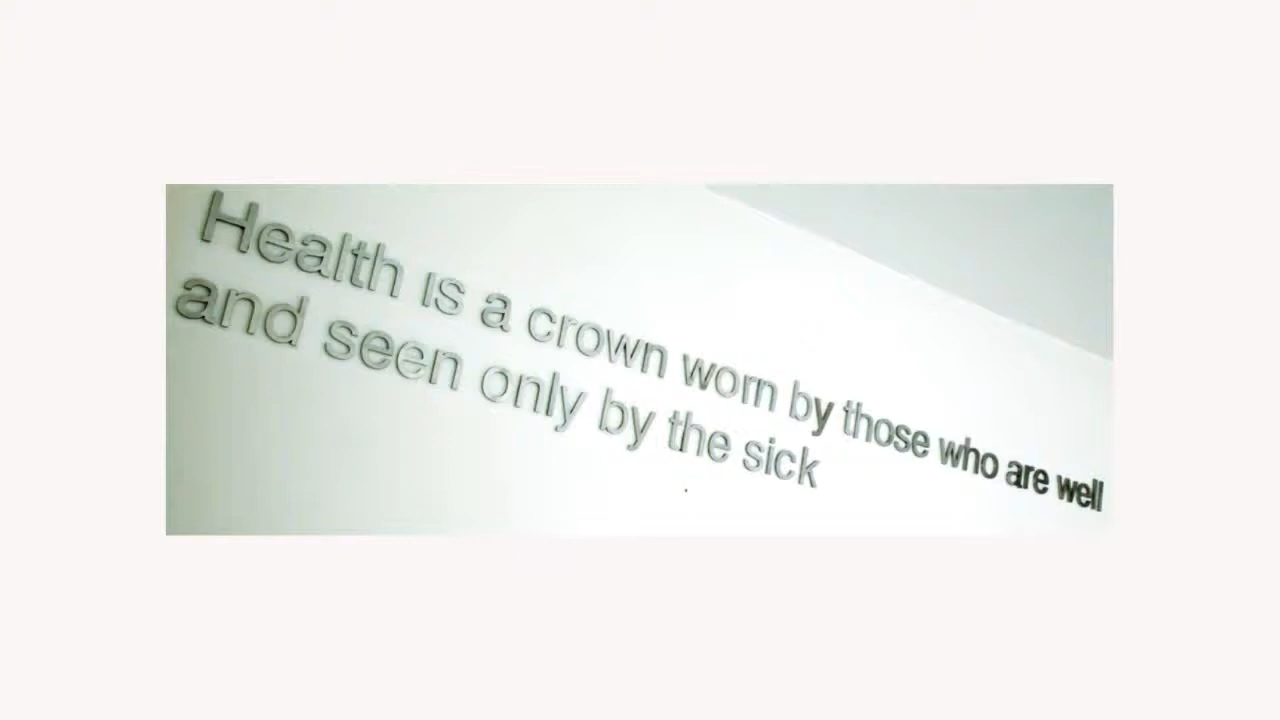 Health is a crown worn by those who are well
and seen only by the sick